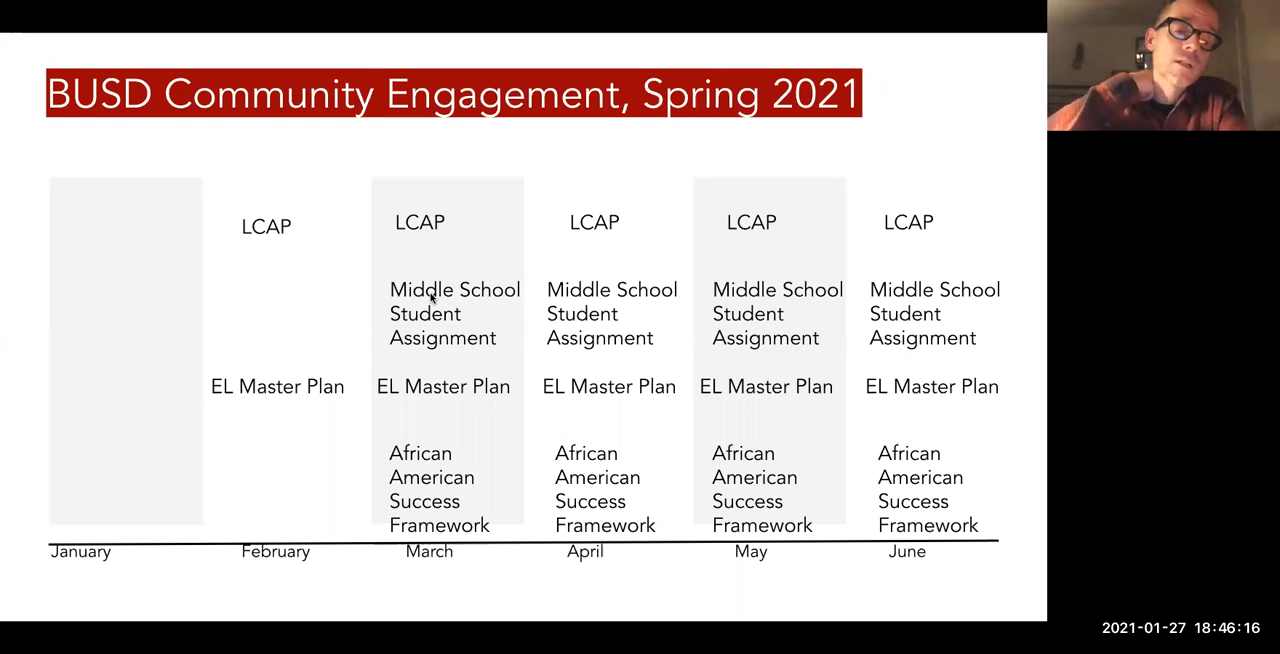 BUSD Community Engagement, Spring 2021
LCAP
LCAP
LCAP
LCAP
LCAP
Middle School
Student
Assignment
Middle School
Student
Assignment
Middle School
Student
Assignment
Middle School
Student
Assignment
EL Master Plan
EL Master Plan
EL Master Plan
EL Master Plan
EL Master Plan
African
American
Success
Framework
African
American
Success
Framework
African
American
Success
Framework
African
American
Success
Framework
January
February
March
April
May
June
2021-01-27 18:46:16